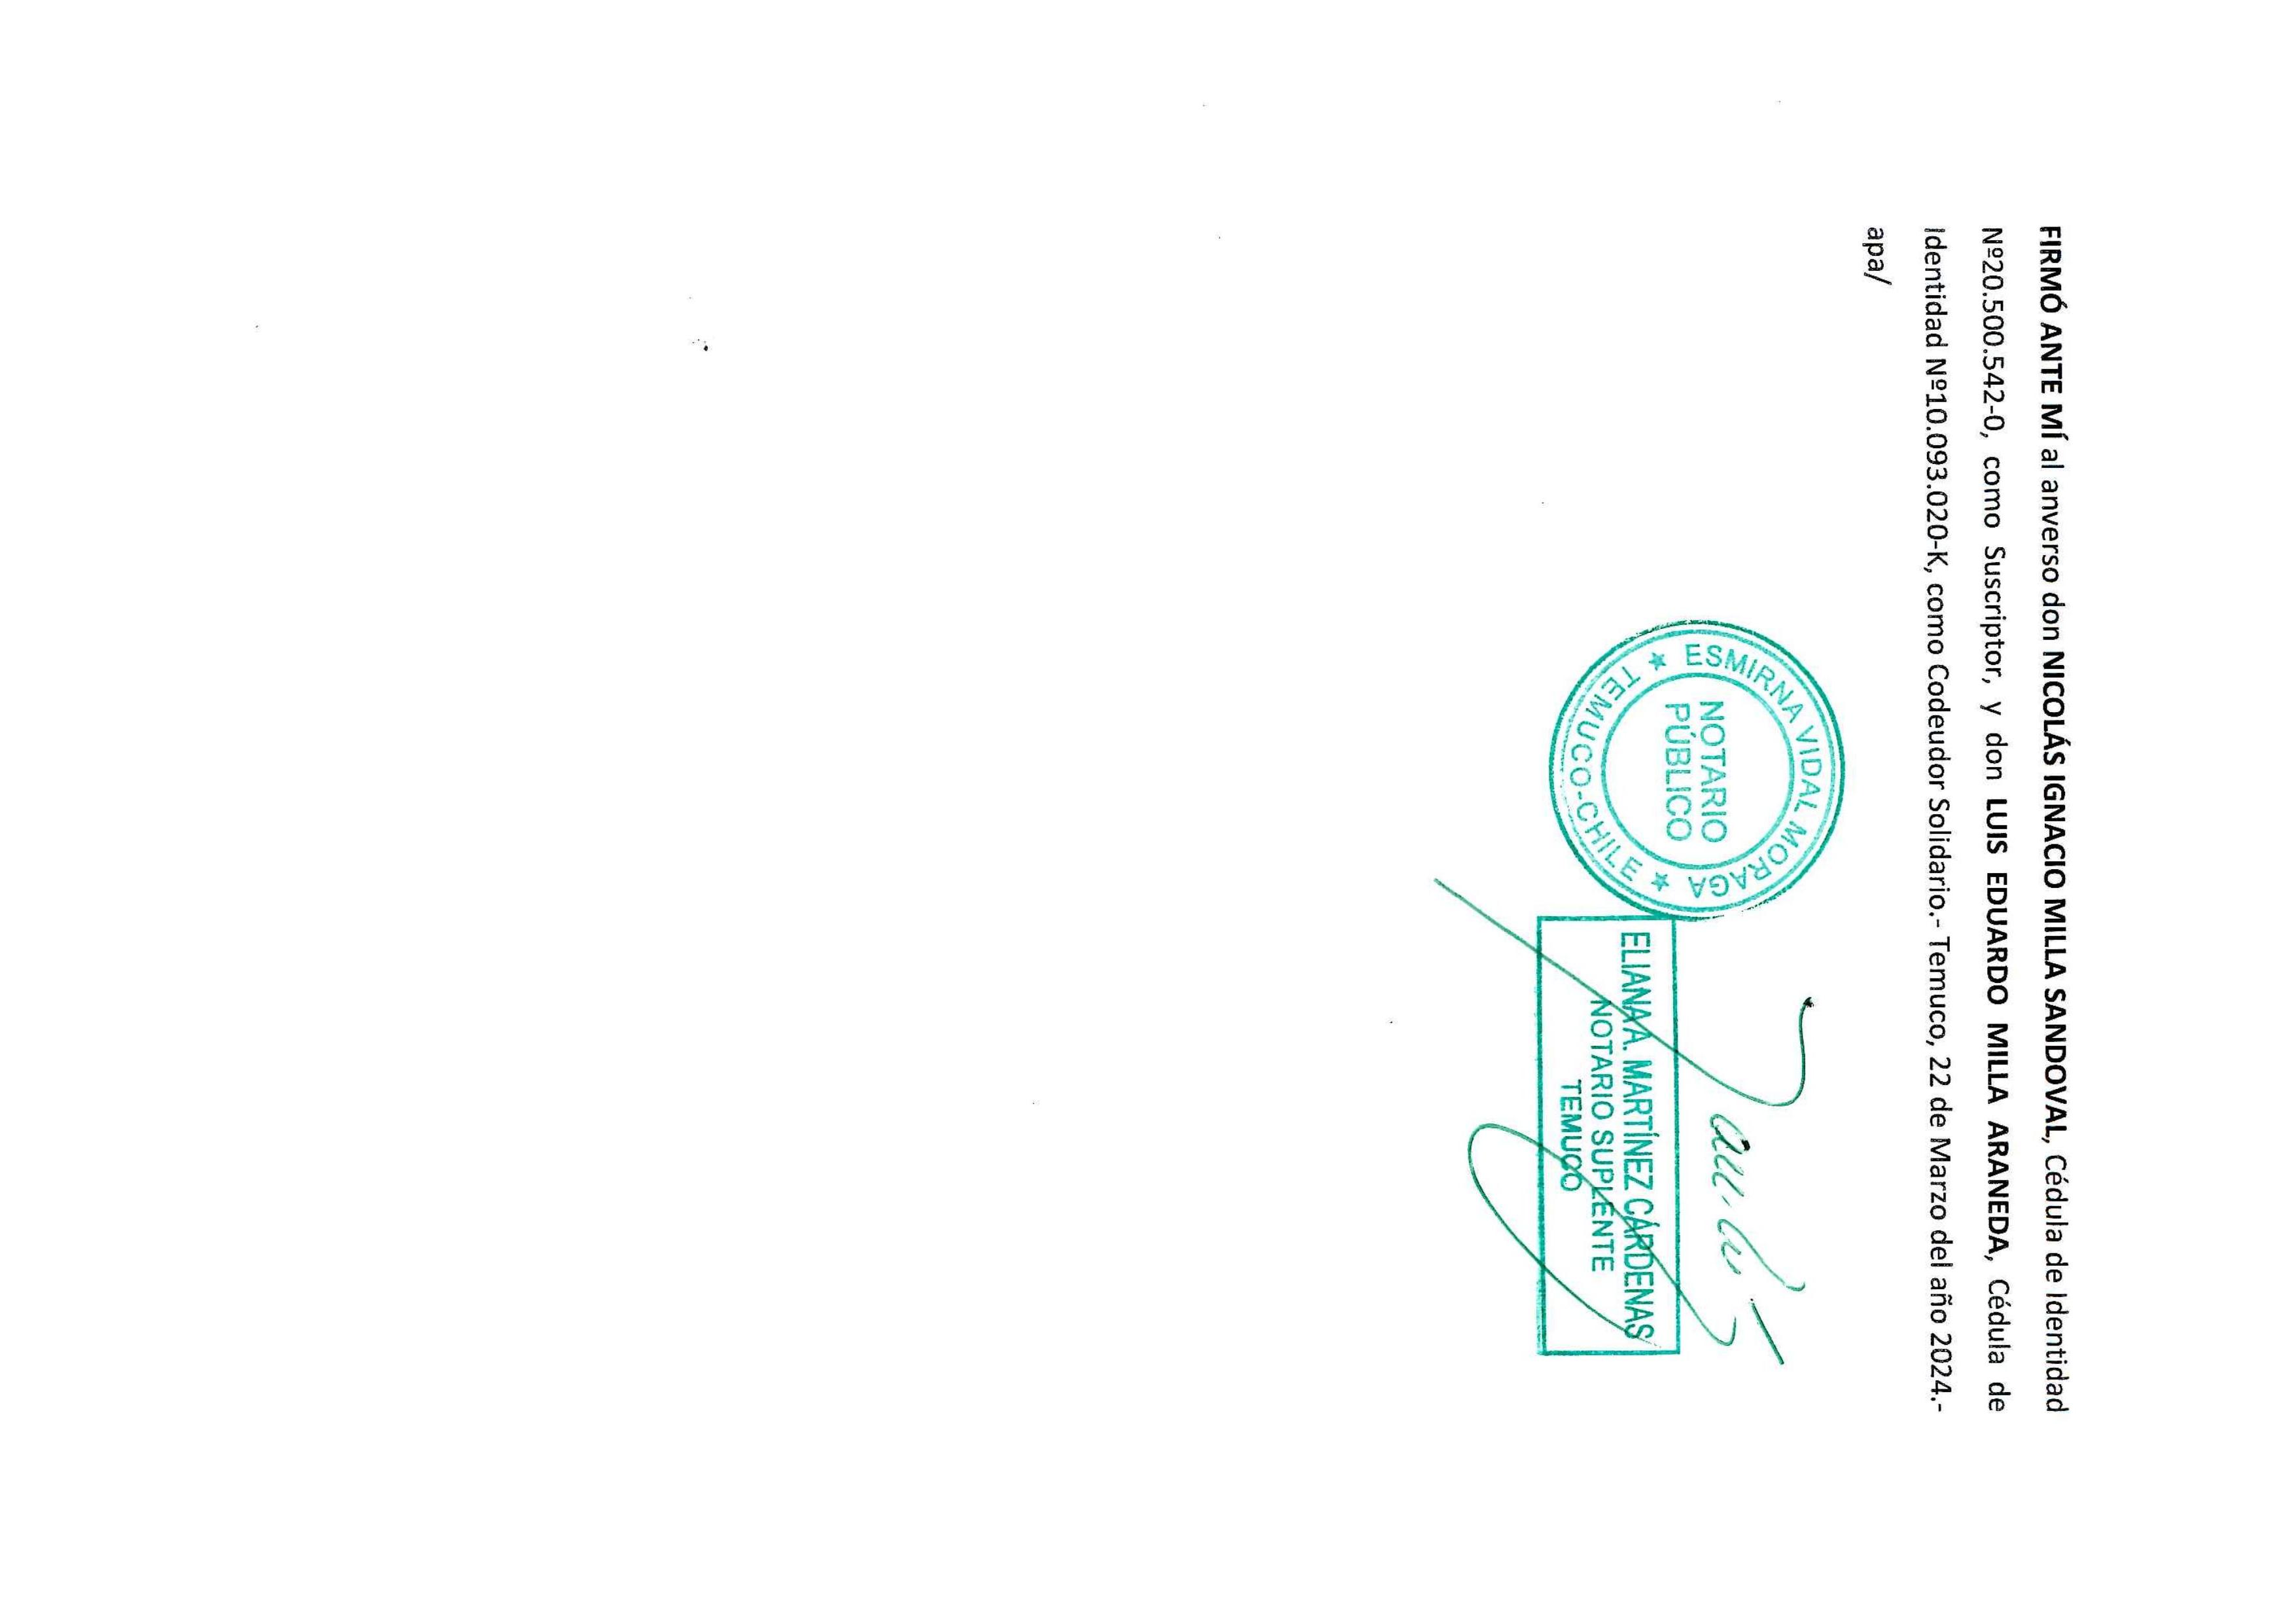 FIRMÓ ANTE MÍ al anverso don NICOLÁS IGNACIO MILLA SANDOVAL, Cédula de Identidad
Nº20.500.542-0, como Suscriptor, y don LUIS EDUARDO MILLA ARANEDA, Cédula de
Identidad Nº10.093.020-K, como Codeudor Solidario.- Temuco, 22 de Marzo del año 2024.-
apa/
ESMIRNA VIDAL MORAGA
NOTARIO
PÚBLICO
TEMUCO-CHILE
ELIANA A. MARTÍNEZ CÁRDENAS
NOTARIO SUPLENTE
TEMUCO